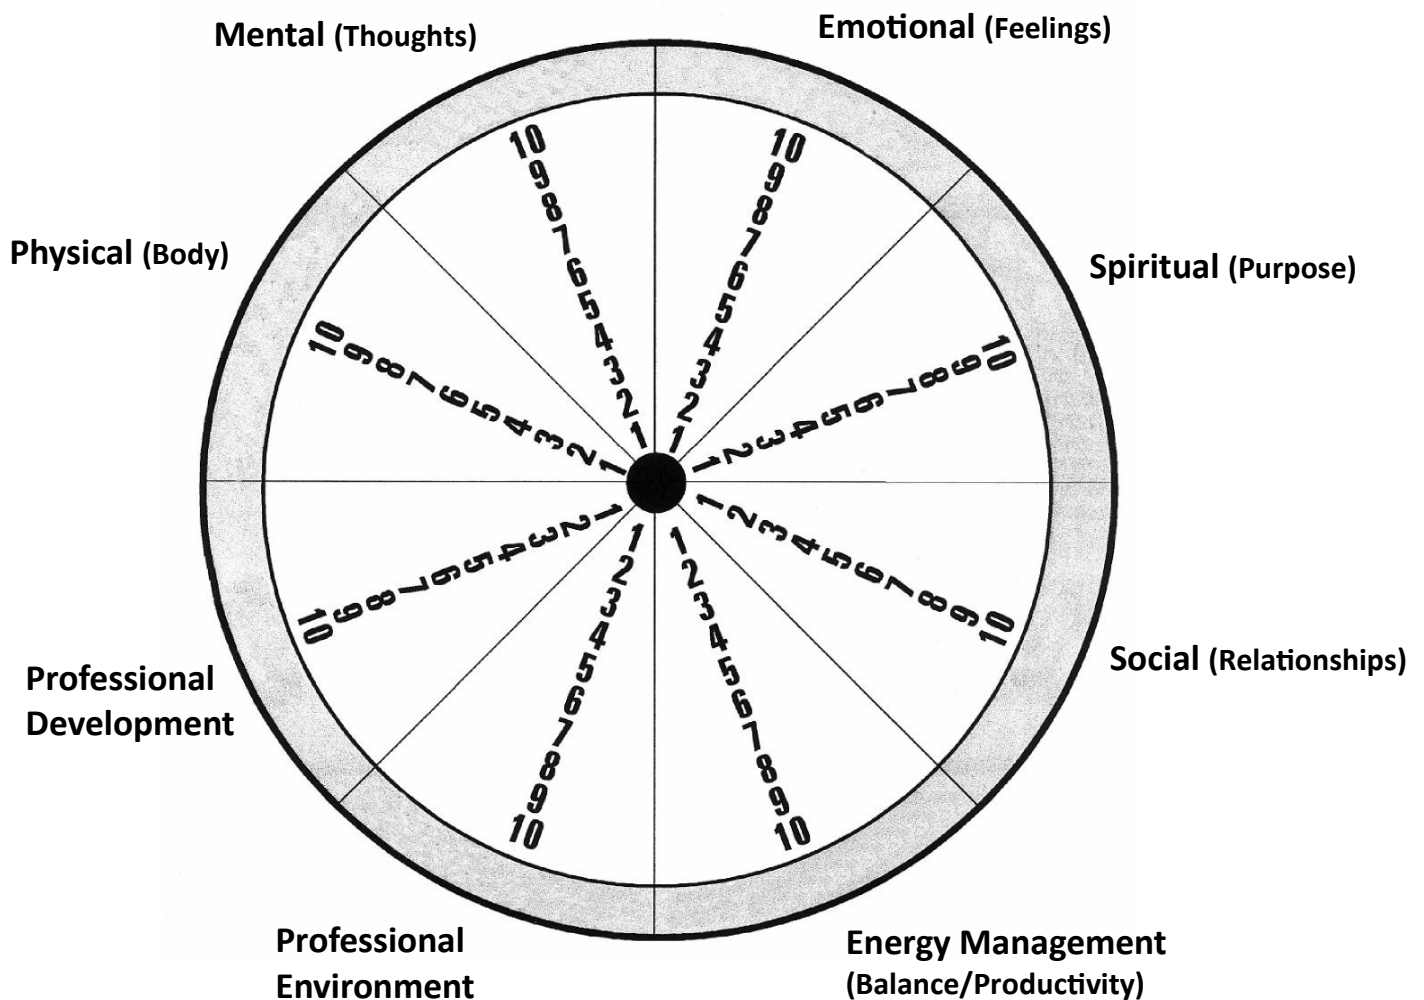 Mental (Thoughts)
Emotional (Feelings)
Physical (Body)
Spiritual (Purpose)
10 9 8 7 6 5 4 3 2 1
10 9 8 7 6 5 4 3 2 1
10 9 8 7 6 5 4 3 2 1
1 2 3 4 5 6 7 8 9 10
10 9 8 7 6 5 4 3 2 1
1 2 3 4 5 6 7 8 9 10
1 2 3 4 5 6 7 8 9 10
1 2 3 4 5 6 7 8 9 10
Professional
Development
Social (Relationships)
Professional
Environment
Energy Management
(Balance/Productivity)